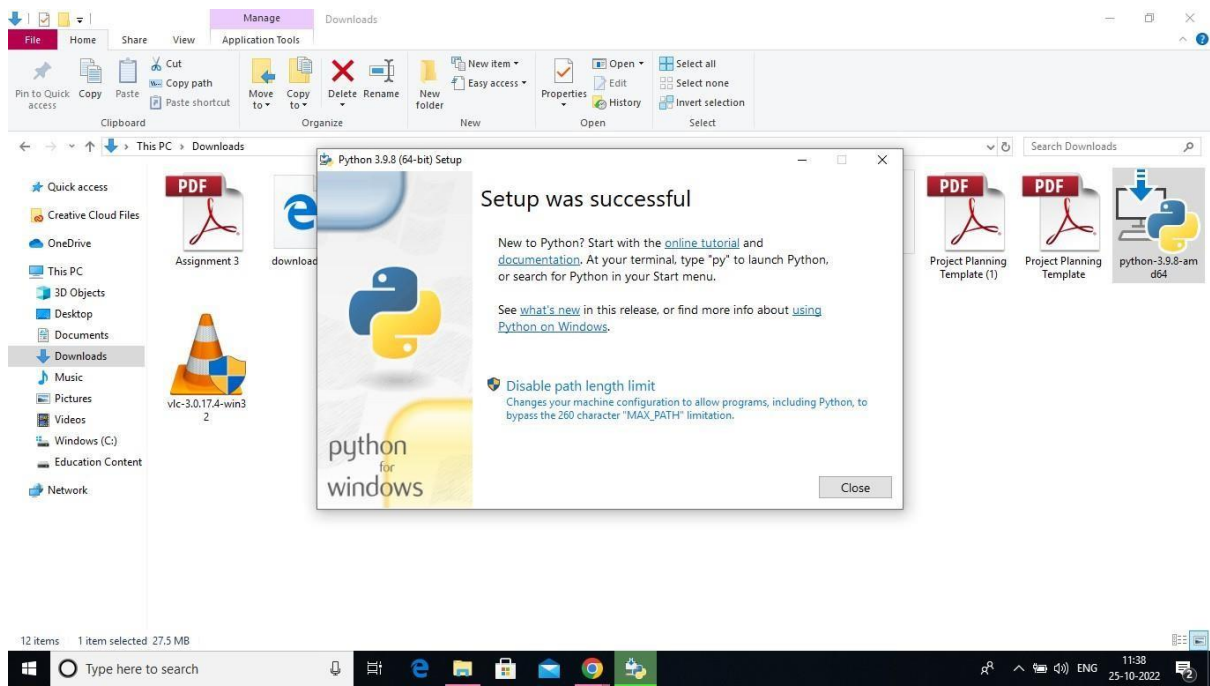 Manage
Downloads
File
Home
Share
View
Application Tools
Pin to Quick
access
Copy
Paste
Cut
Copy path
Paste shortcut
Clipboard
Move
to
Copy
to
Delete
Rename
Organize
New
folder
New item
Easy access
New
Properties
Open
Edit
History
Open
Select all
Select none
Invert selection
Select
This PC
Downloads
Search Downloads
Quick access
Creative Cloud Files
OneDrive
This PC
3D Objects
Desktop
Documents
Downloads
Music
Pictures
Videos
Windows (C:)
Education Content
Network
PDF
Assignment 3
download
vlc-3.0.17.4-win3
2
Python 3.9.8 (64-bit) Setup
Setup was successful
New to Python? Start with the online tutorial and
documentation. At your terminal, type "py" to launch Python,
or search for Python in your Start menu.
See what's new in this release, or find more info about using
Python on Windows.
Disable path length limit
Changes your machine configuration to allow programs, including Python, to
bypass the 260 character "MAX_PATH" limitation.
python
for
windows
Close
PDF
Project Planning
Template (1)
PDF
Project Planning
Template
python-3.9.8-am
d64
12 items
1 item selected 27.5 MB
Type here to search
ENG
11:38
25-10-2022
2